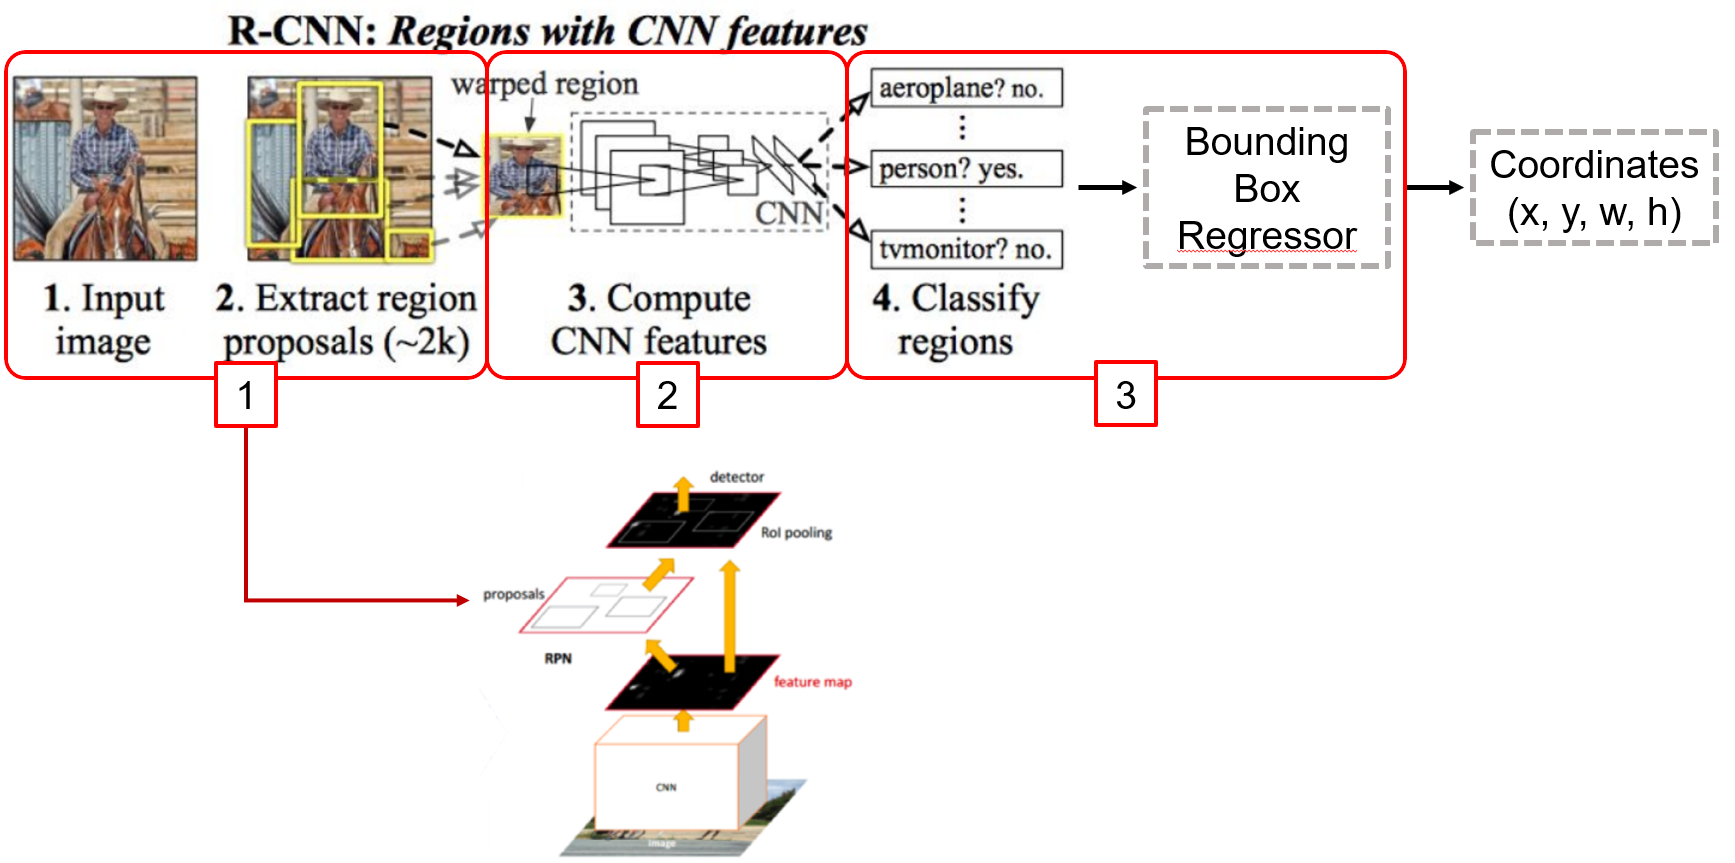 R-CNN: Regions with CNN features
warped region
CNN
aeroplane? no.
person? yes.
tvmonitor? no.
1. Input
image
2. Extract region
proposals (~2k)
3. Compute
CNN features
4. Classify
regions
Bounding
Box
Regressor
Coordinates
(x, y, w, h)
1
2
3
detector
RoI pooling
proposals
RPN
feature map
CNN
image